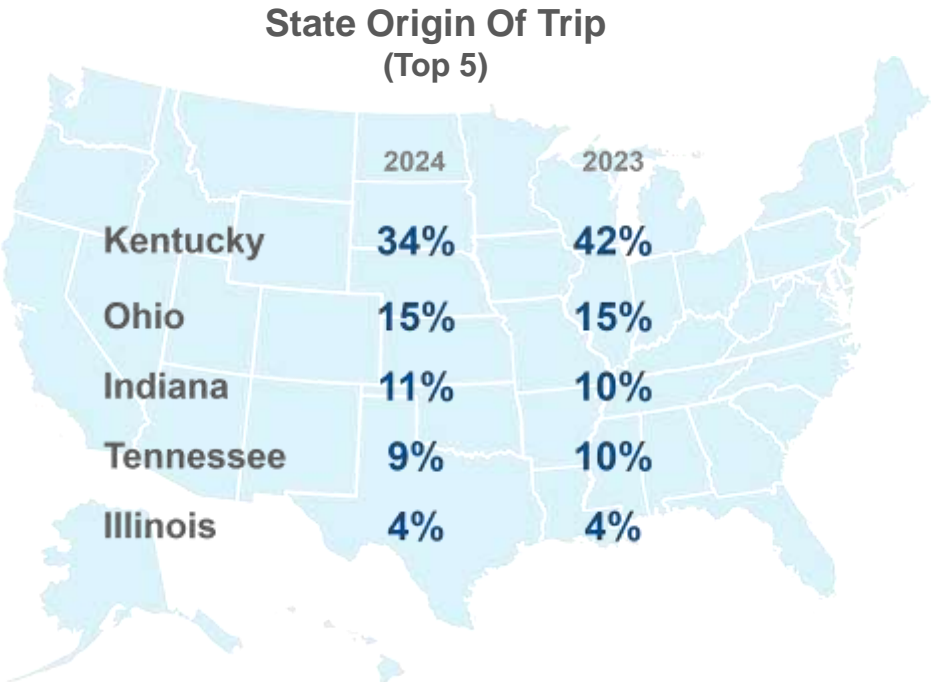 State Origin Of Trip
(Top 5)
2024 2023
Kentucky 34% 42%
Ohio 15% 15%
Indiana 11% 10%
Tennessee 9% 10%
Illinois 4% 4%